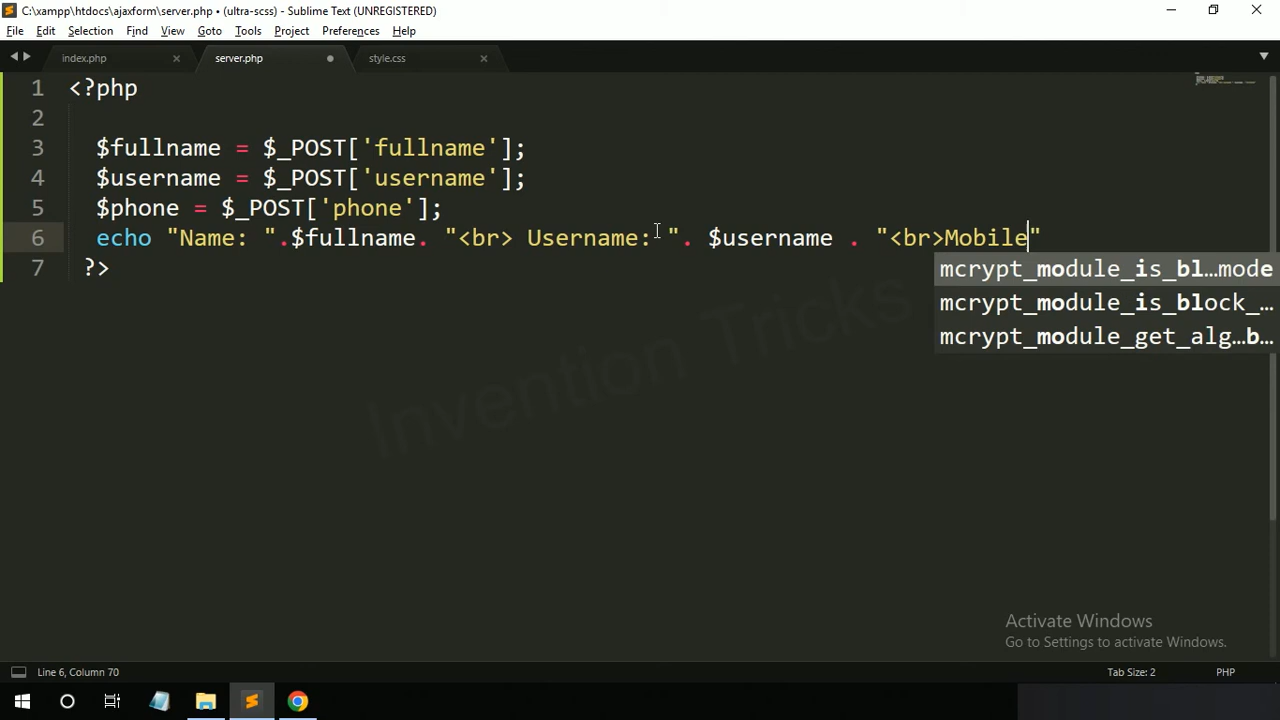 C:\xampp\htdocs\ajaxform\server.php • (ultra-scss) - Sublime Text (UNREGISTERED)
File Edit Selection Find View Goto Tools Project Preferences Help
index.php server.php style.css
1 <?php
2
3 $fullname = $_POST['fullname'];
4 $username = $_POST['username'];
5 $phone = $_POST['phone'];
6 echo "Name: ".$fullname. "<br> Username: ". $username . "<br>Mobile"
7 ?>
mcrypt_module_is_bl…mode
mcrypt_module_is_block_…
mcrypt_module_get_alg…b…
Invention Tricks
Activate Windows
Go to Settings to activate Windows.
Line 6, Column 70 Tab Size: 2 PHP